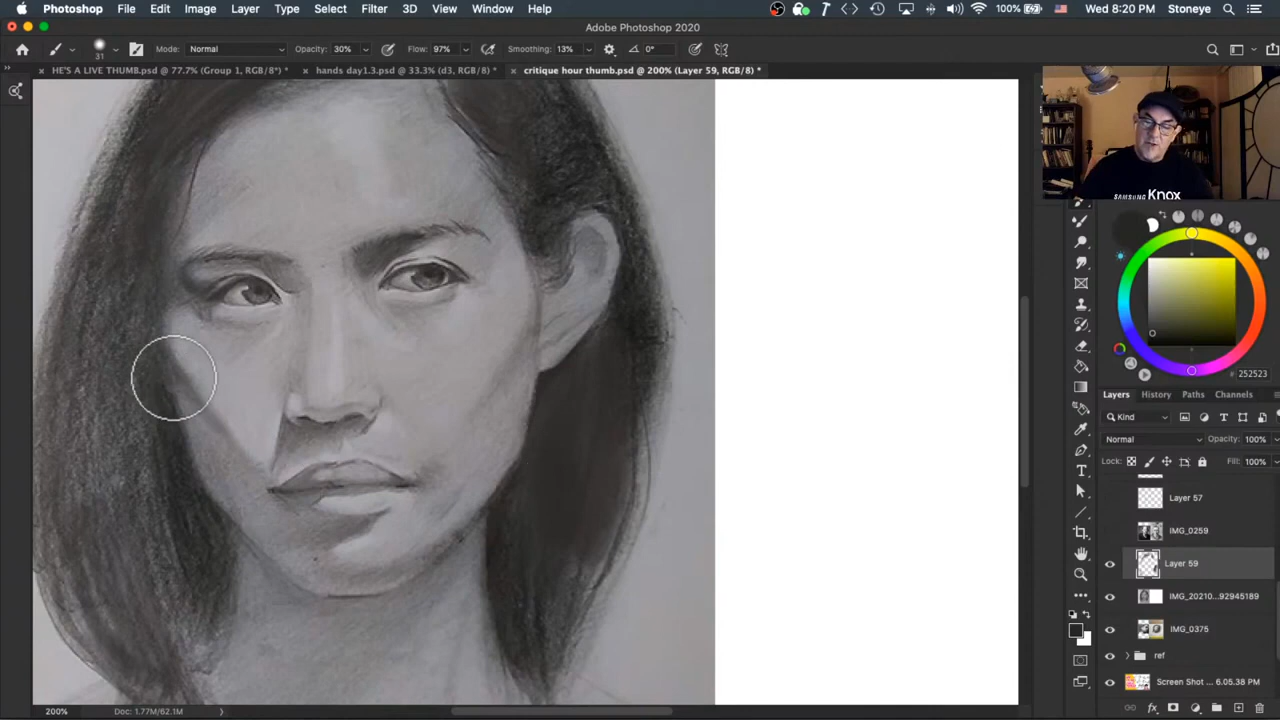 Photoshop File Edit Image Layer Type Select Filter 3D View Window Help 100% Wed 8:20 PM Stoneye
Adobe Photoshop 2020
31 Mode: Normal Opacity: 30% Flow: 97% Smoothing: 13% 0°
HE'S A LIVE THUMB.psd @ 77.7% (Group 1, RGB/8*) * hands day1.3.psd @ 33.3% (d3, RGB/8) * critique hour thumb.psd @ 200% (Layer 59, RGB/8) *
SAMSUNG Knox
# 252523
Layers History Paths Channels
Kind
Normal Opacity: 100%
Lock: Fill: 100%
Layer 57
IMG_0259
Layer 59
IMG_20210...92945189
IMG_0375
ref
Screen Shot ... 6.05.38 PM
fx
200% Doc: 1.77M/62.1M